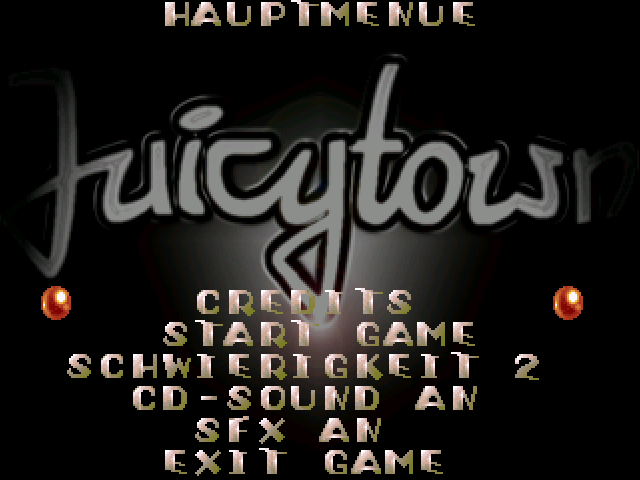 HAUPTMENUE
Juicytown
CREDITS
START GAME
SCHWIERIGKEIT 2
CD-SOUND AN
SFX AN
EXIT GAME